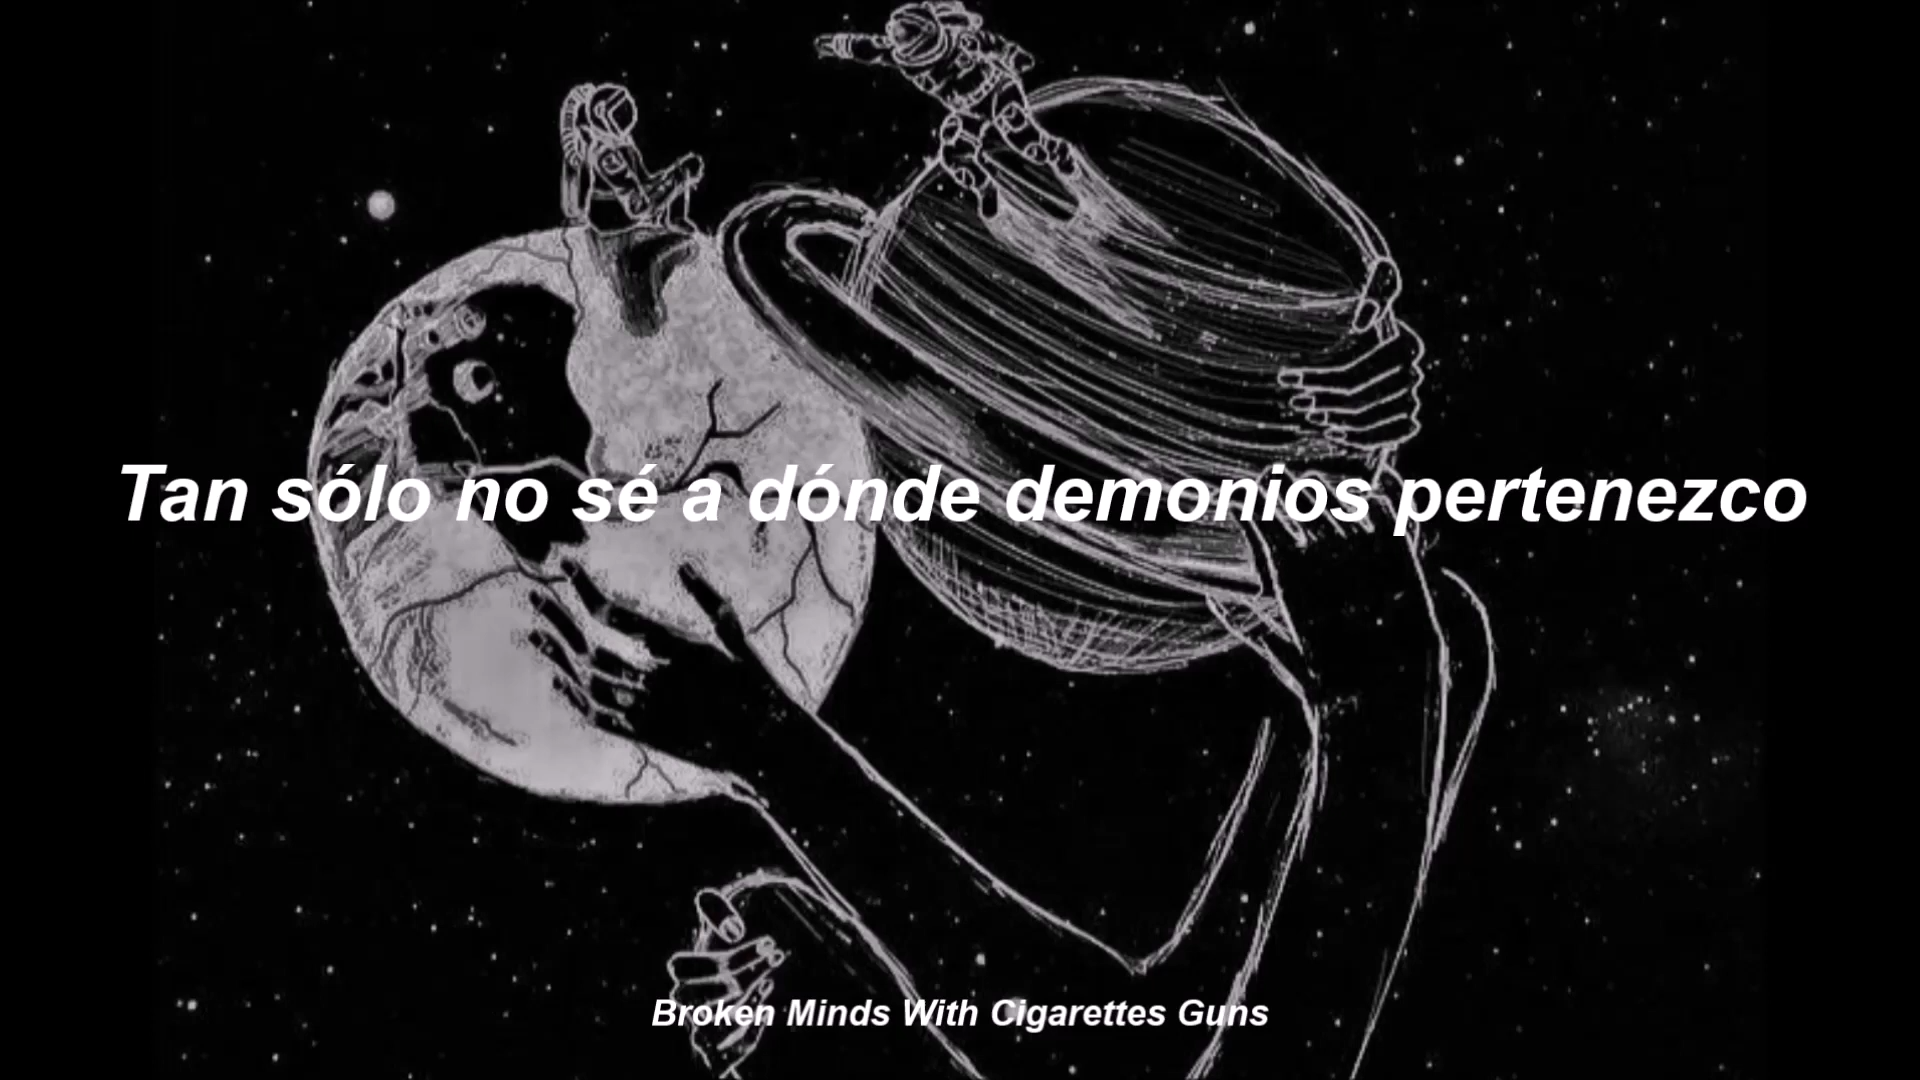 Tan sólo no sé a dónde demonios pertenezco
Broken Minds With Cigarettes Guns